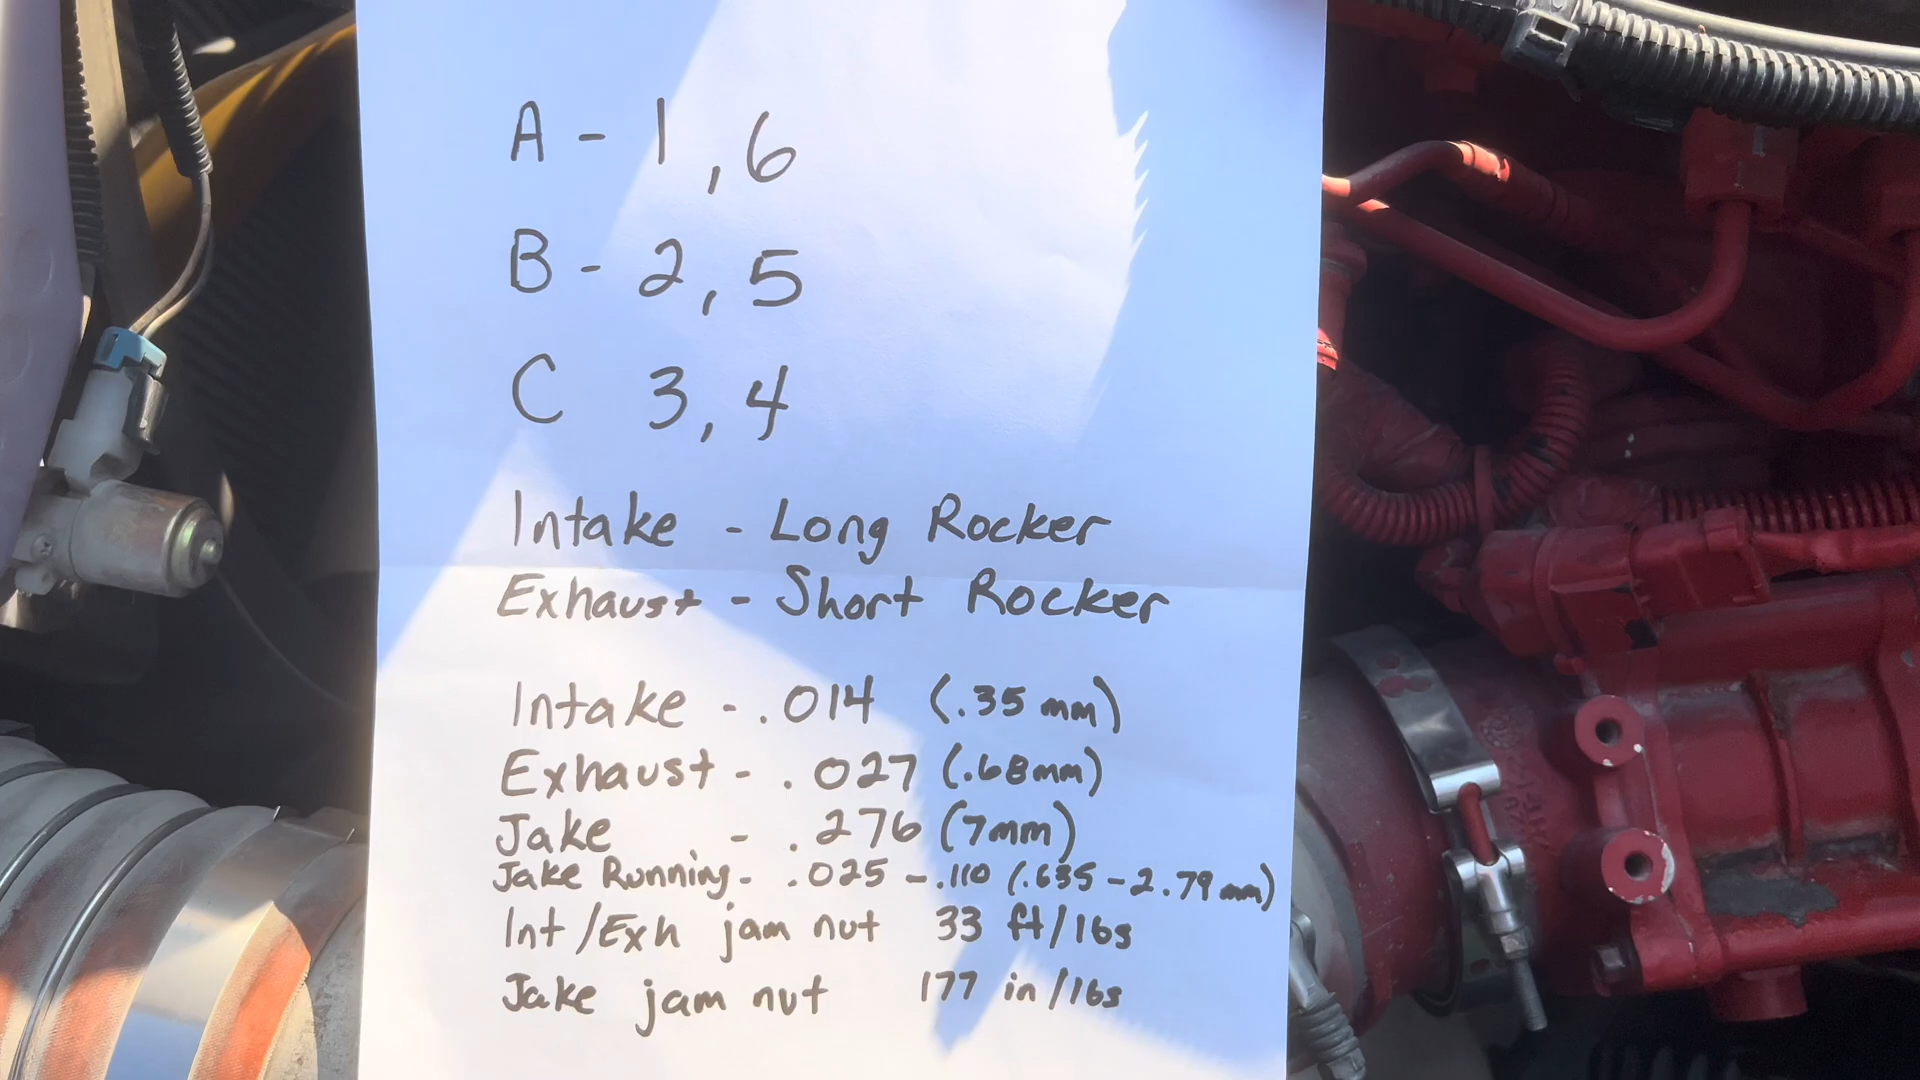 A - 1, 6
B - 2, 5
C 3, 4
Intake - Long Rocker
Exhaust - Short Rocker
Intake - .014 (.35 mm)
Exhaust - .027 (.68mm)
Jake - .276 (7mm)
Jake Running - .025 - .110 (.635 - 2.79 mm)
Int/Exh jam nut 33 ft/lbs
Jake jam nut 177 in/lbs